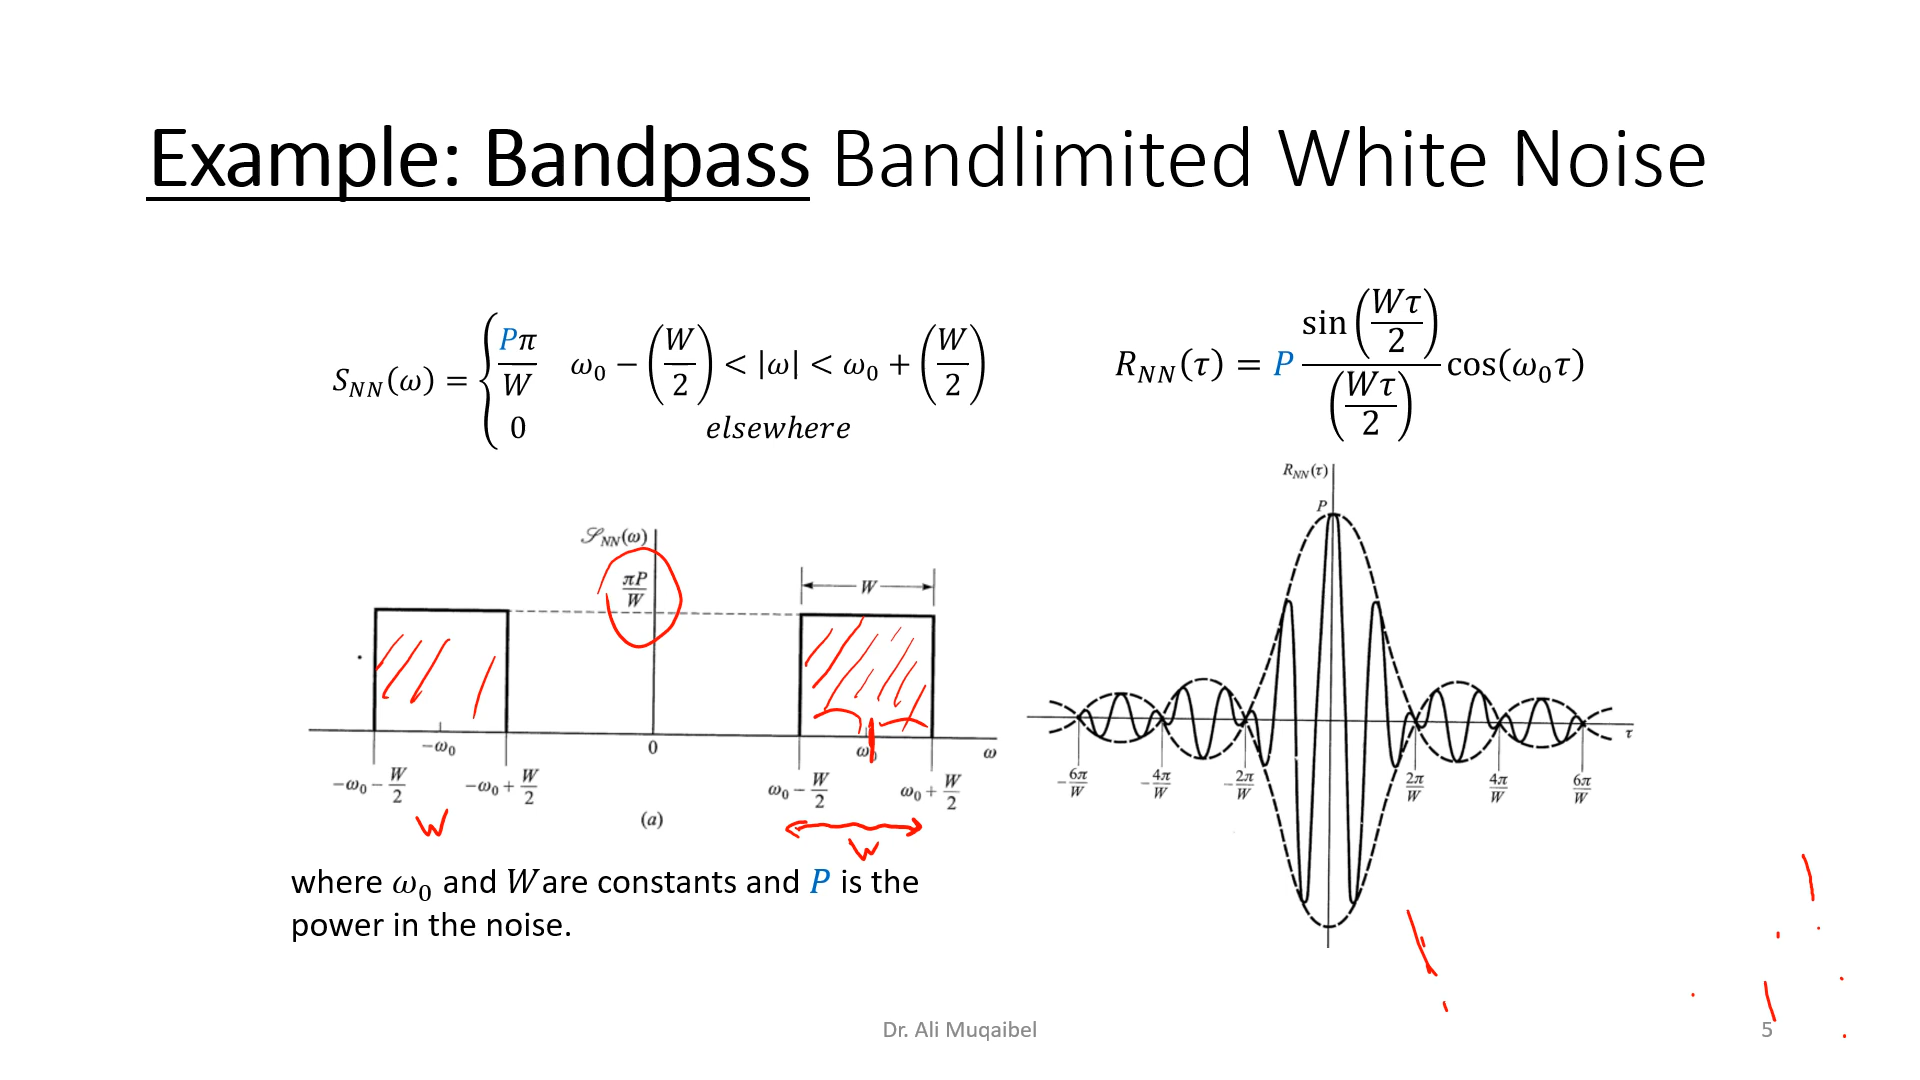 Example: Bandpass Bandlimited White Noise
S_NN(ω) = { Pπ/W   ω₀ − (W/2) < |ω| < ω₀ + (W/2)
0   elsewhere
R_NN(τ) = P sin(Wτ/2) / (Wτ/2) cos(ω₀τ)
𝒮_NN(ω)
πP/W
W
−ω₀
0
ω₀
ω
−ω₀ − W/2
−ω₀ + W/2
ω₀ − W/2
ω₀ + W/2
(a)
W
W
R_NN(τ)
P
−6π/W
−4π/W
−2π/W
2π/W
4π/W
6π/W
τ
where ω₀ and W are constants and P is the
power in the noise.
Dr. Ali Muqaibel
5